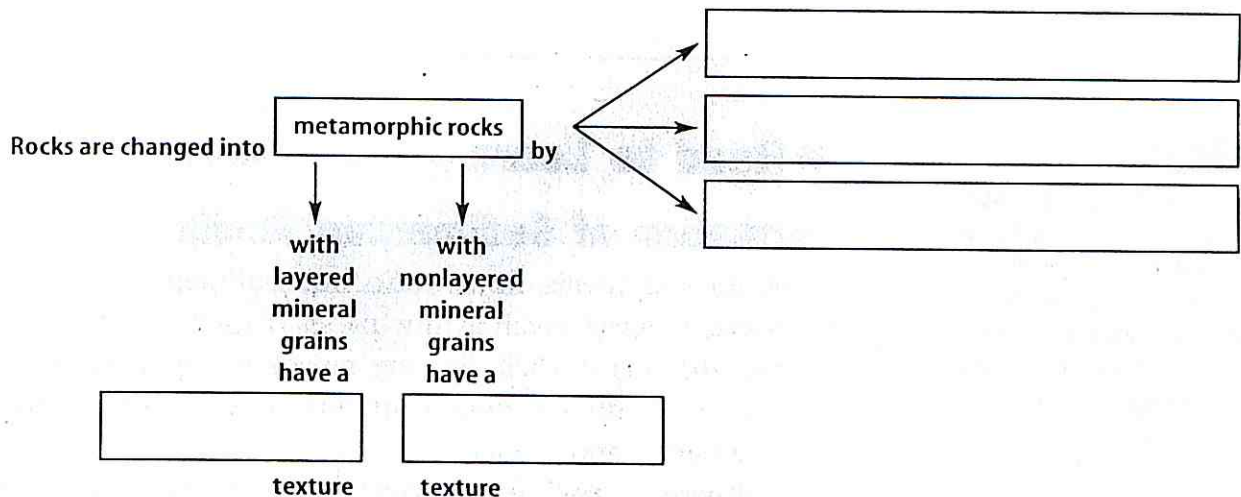 metamorphic rocks
Rocks are changed into
by
with
layered
mineral
grains
have a
with
nonlayered
mineral
grains
have a
texture
texture